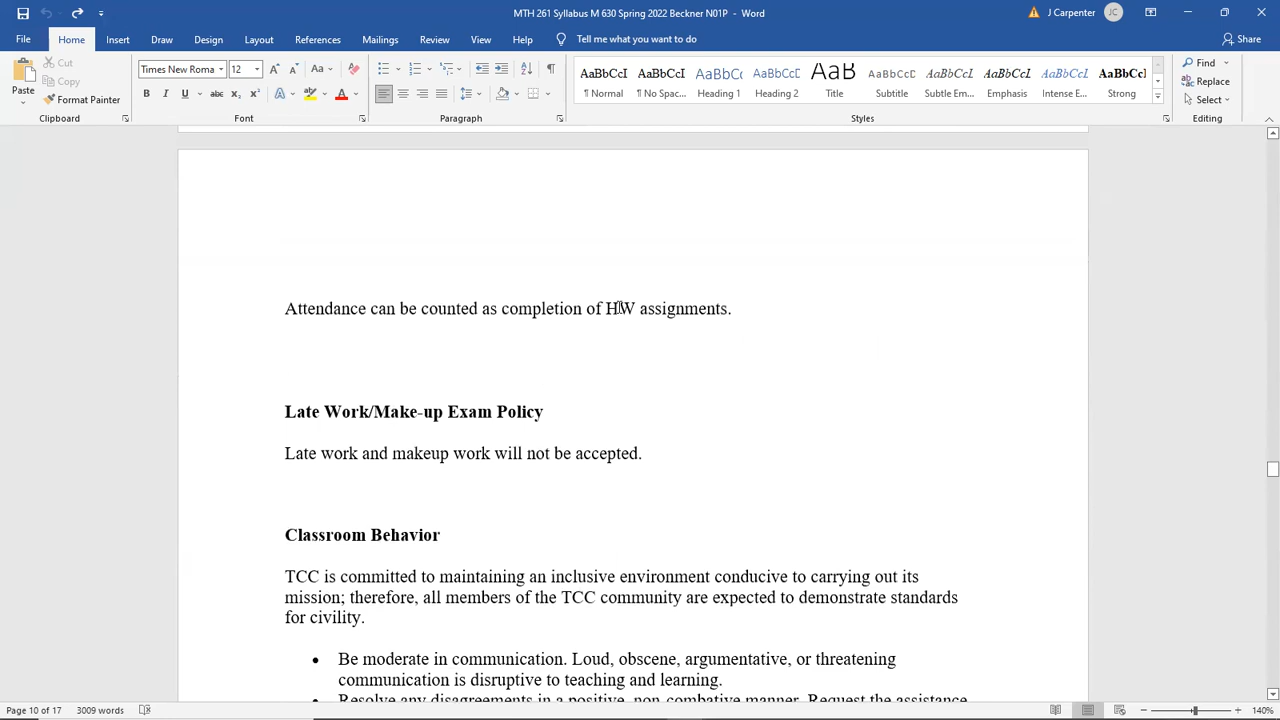 MTH 261 Syllabus M 630 Spring 2022 Beckner N01P - Word
J Carpenter JC
File Home Insert Draw Design Layout References Mailings Review View Help Tell me what you want to do Share
Paste Cut Copy Format Painter Clipboard
Times New Roma 12 Aa
B I U abc x2 x2 A A Font
Paragraph
AaBbCcI AaBbCcI AaBbCcI AaBbCcD AaB AaBbCcD AaBbCcI AaBbCcI AaBbCcI AaBbCcI
¶ Normal ¶ No Spac... Heading 1 Heading 2 Title Subtitle Subtle Em... Emphasis Intense E... Strong
Styles
Find Replace Select Editing
Attendance can be counted as completion of HW assignments.
Late Work/Make-up Exam Policy
Late work and makeup work will not be accepted.
Classroom Behavior
TCC is committed to maintaining an inclusive environment conducive to carrying out its
mission; therefore, all members of the TCC community are expected to demonstrate standards
for civility.
• Be moderate in communication. Loud, obscene, argumentative, or threatening
communication is disruptive to teaching and learning.
• Resolve any disagreements in a positive, non-combative manner. Request the assistance
Page 10 of 17 3009 words 140%